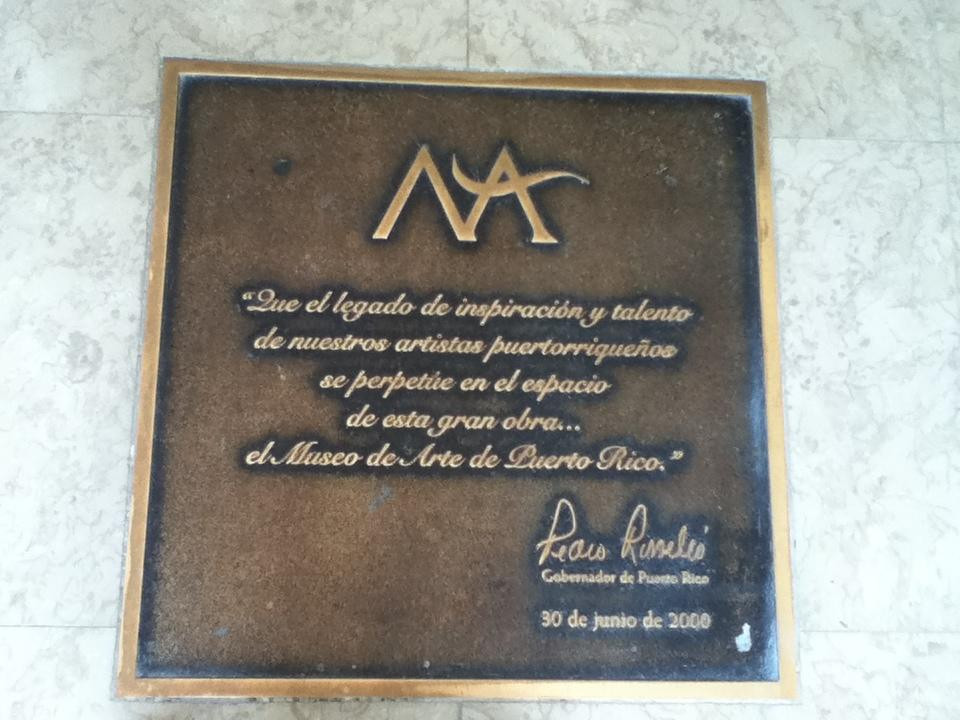 MA
“Que el legado de inspiración y talento
de nuestros artistas puertorriqueños
se perpetúe en el espacio
de esta gran obra...
el Museo de Arte de Puerto Rico.”
Pedro Rosselló
Gobernador de Puerto Rico
30 de junio de 2000